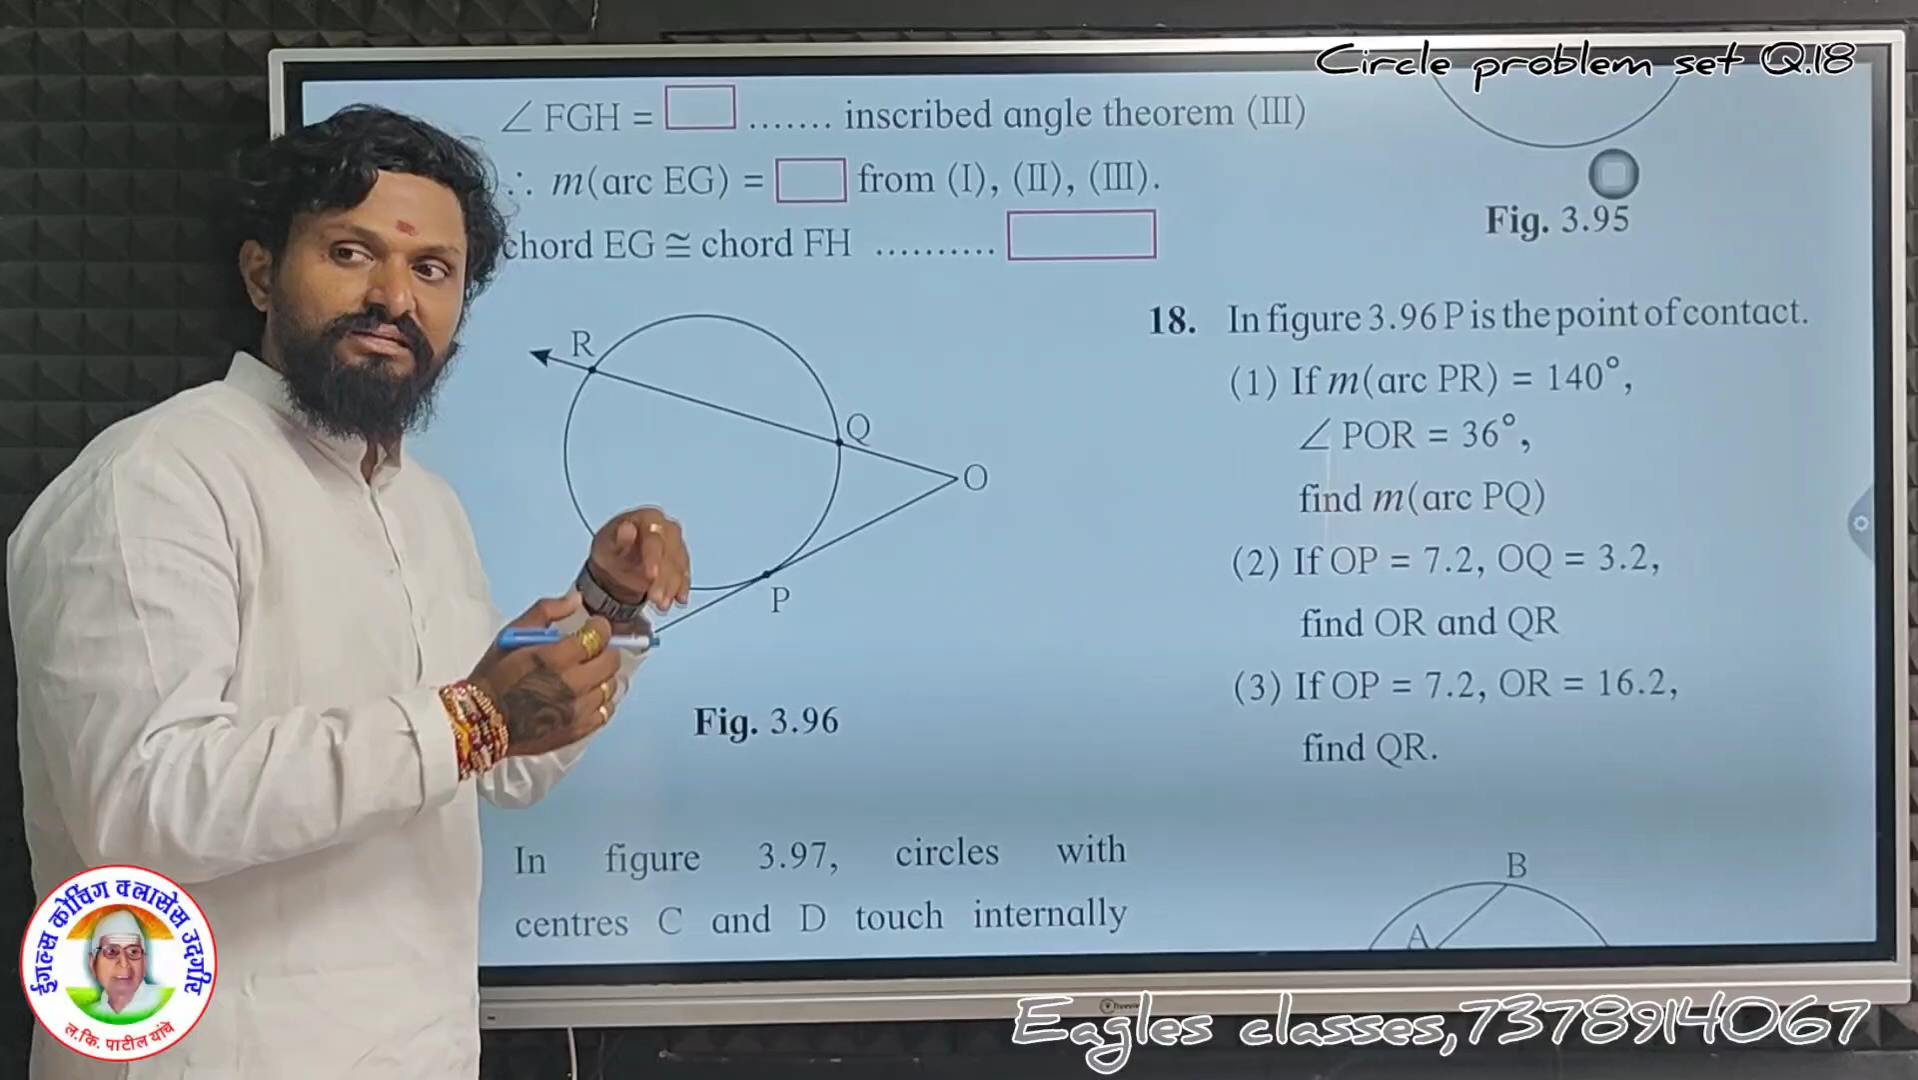 Circle problem set Q.18
∠ FGH = ....... inscribed angle theorem (III)
∴ m(arc EG) = from (I), (II), (III).
chord EG ≅ chord FH ..........
Fig. 3.95
R
Q
O
P
Fig. 3.96
18. In figure 3.96 P is the point of contact.
(1) If m(arc PR) = 140°,
∠ POR = 36°,
find m(arc PQ)
(2) If OP = 7.2, OQ = 3.2,
find OR and QR
(3) If OP = 7.2, OR = 16.2,
find QR.
In figure 3.97, circles with
centres C and D touch internally
B
A
ईगल्स कोचिंग क्लासेस उदगीर
ल.कि. पाटील यांचे
Eagles classes,7378914067